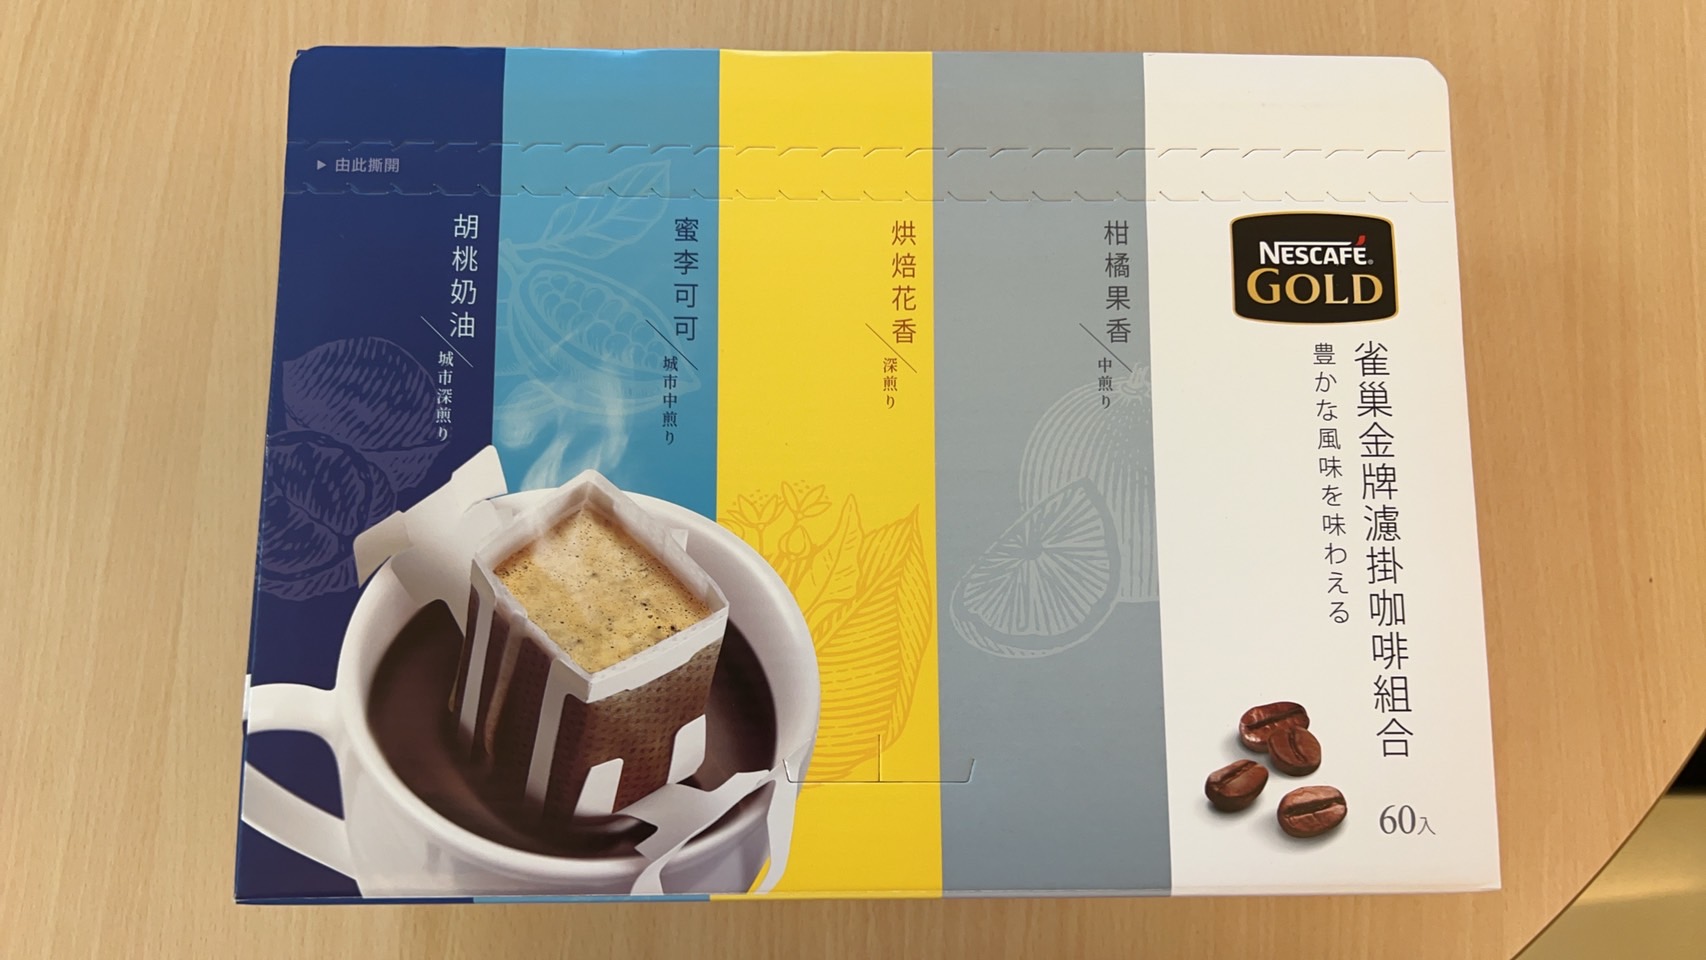 ▶ 由此撕開
胡桃奶油
城市深煎り
蜜李可可
城市中煎り
烘焙花香
深煎り
柑橘果香
中煎り
NESCAFÉ®
GOLD
雀巢金牌濾掛咖啡組合
豊かな風味を味わえる
60入